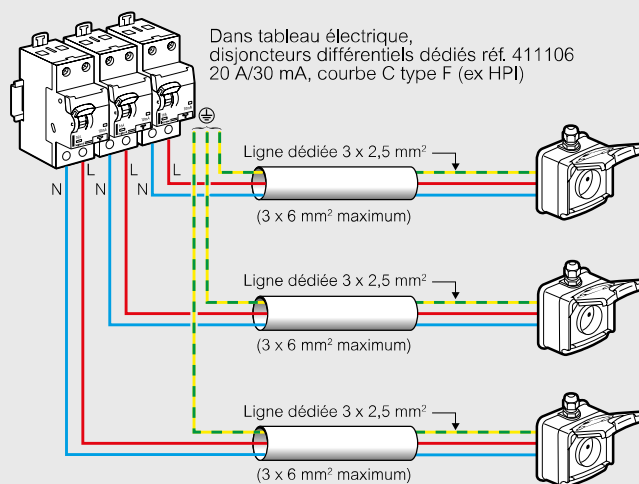 Dans tableau électrique,
disjoncteurs différentiels dédiés réf. 411106
20 A/30 mA, courbe C type F (ex HPI)
Ligne dédiée 3 x 2,5 mm²
L
L
L
N
N
N
(3 x 6 mm² maximum)
Ligne dédiée 3 x 2,5 mm²
(3 x 6 mm² maximum)
Ligne dédiée 3 x 2,5 mm²
(3 x 6 mm² maximum)